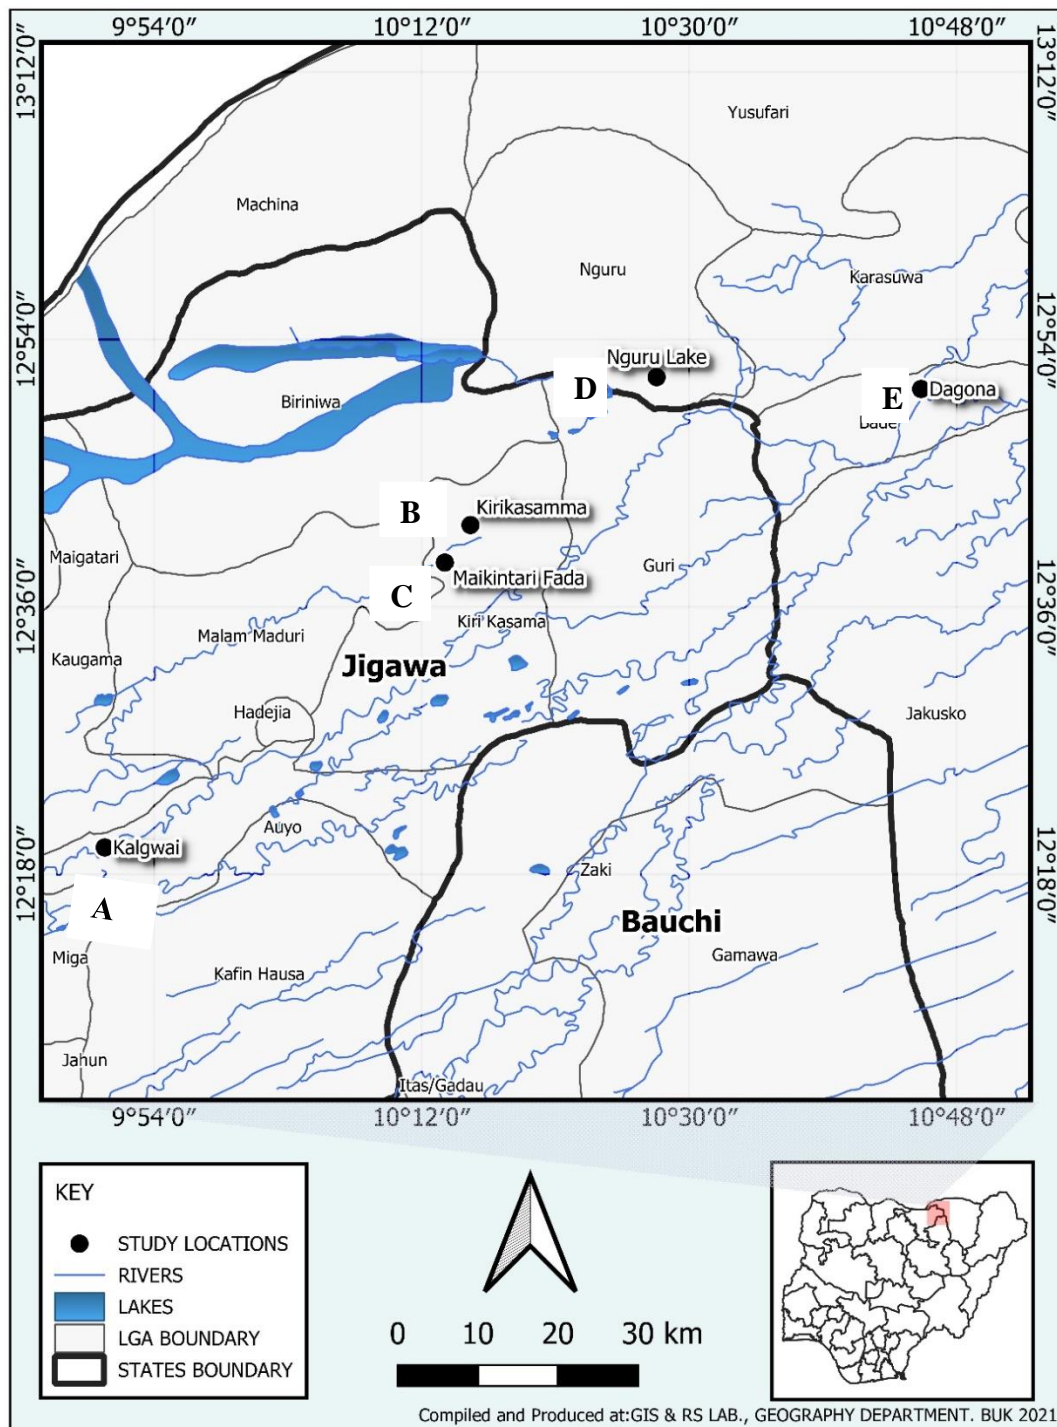 9°54′0″ 10°12′0″ 10°30′0″ 10°48′0″
13°12′0″ 13°12′0″
Yusufari
Machina
Nguru
Karasuwa
12°54′0″ 12°54′0″
Nguru Lake
D
E Dagona
Biriniwa
Bade
B Kirikasamma
Maigatari
Guri
Maikintari Fada
C
12°36′0″ 12°36′0″
Kiri Kasama
Malam Maduri
Kaugama
Jigawa
Hadejia
Jakusko
Auyo
Kalgwai
12°18′0″ 12°18′0″
Zaki
A
Bauchi
Miga
Gamawa
Kafin Hausa
Jahun
Itas/Gadau
9°54′0″ 10°12′0″ 10°30′0″ 10°48′0″
KEY
STUDY LOCATIONS
RIVERS
LAKES
LGA BOUNDARY
STATES BOUNDARY
0 10 20 30 km
Compiled and Produced at:GIS & RS LAB., GEOGRAPHY DEPARTMENT. BUK 2021